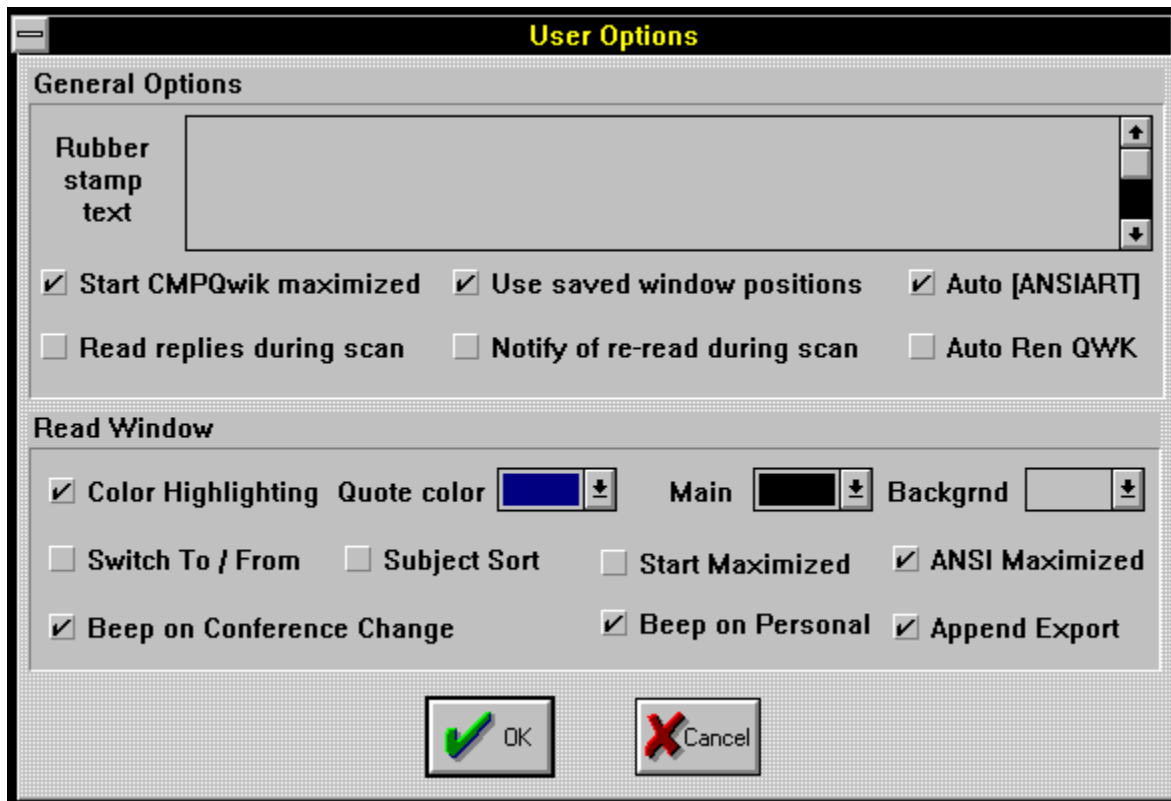 User Options
General Options
Rubber
stamp
text
Start CMPQwik maximized Use saved window positions Auto [ANSIART]
Read replies during scan Notify of re-read during scan Auto Ren QWK
Read Window
Color Highlighting Quote color Main Backgrnd
Switch To / From Subject Sort Start Maximized ANSI Maximized
Beep on Conference Change Beep on Personal Append Export
OK Cancel